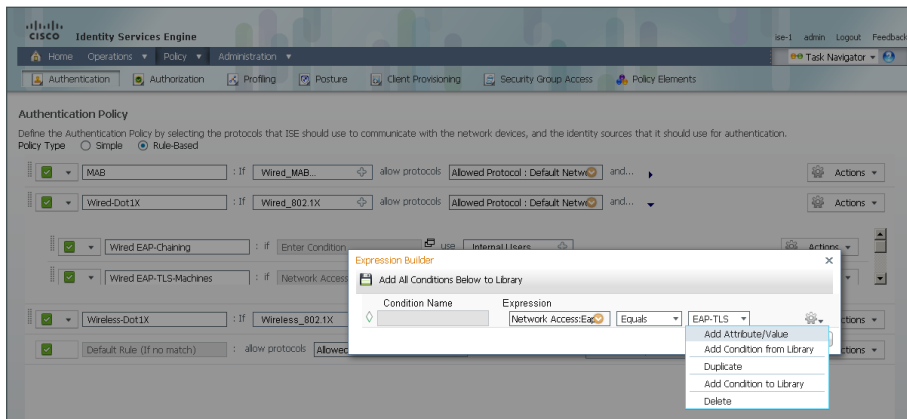 CISCO Identity Services Engine
ise-1 admin Logout Feedback
Home Operations Policy Administration
Task Navigator
Authentication Authorization Profiling Posture Client Provisioning Security Group Access Policy Elements
Authentication Policy
Define the Authentication Policy by selecting the protocols that ISE should use to communicate with the network devices, and the identity sources that it should use for authentication.
Policy Type Simple Rule-Based
MAB : If Wired_MAB... allow protocols Allowed Protocol : Default Netw and... Actions
Wired-Dot1X : If Wired_802.1X allow protocols Allowed Protocol : Default Netw and... Actions
Wired EAP-Chaining : if Enter Condition use Internal Users Actions
Wired EAP-TLS-Machines : if Network Access
Wireless-Dot1X : If Wireless_802.1X ctions
Default Rule (If no match) : allow protocols Allowed ctions
Expression Builder
Add All Conditions Below to Library
Condition Name Expression
Network Access:Eap Equals EAP-TLS
Add Attribute/Value
Add Condition from Library
Duplicate
Add Condition to Library
Delete